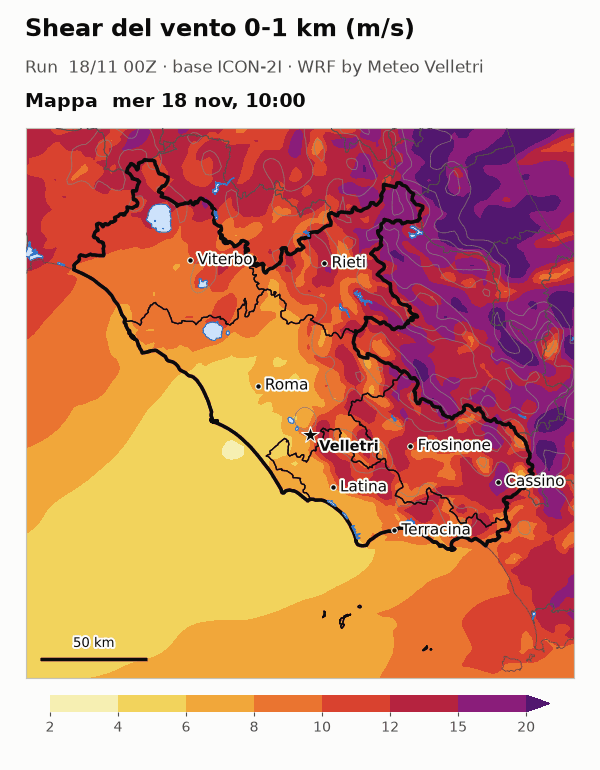 Shear del vento 0-1 km (m/s)
Run  18/11 00Z · base ICON-2I · WRF by Meteo Velletri
Mappa  mer 18 nov, 10:00
Viterbo
Rieti
Roma
Velletri
Frosinone
Cassino
Latina
Terracina
50 km
2 4 6 8 10 12 15 20